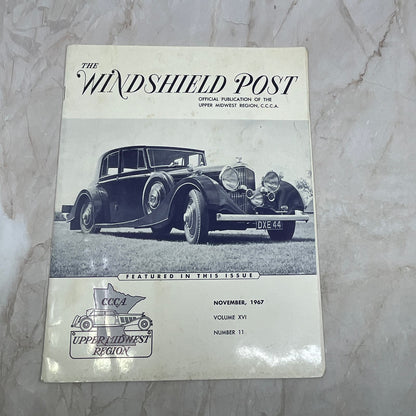 THE
WINDSHIELD POST
OFFICIAL PUBLICATION OF THE
UPPER MIDWEST REGION, C.C.C.A.
DXE 44
FEATURED IN THIS ISSUE
CCCA
UPPER MIDWEST
REGION
NOVEMBER, 1967
VOLUME XVI
NUMBER 11